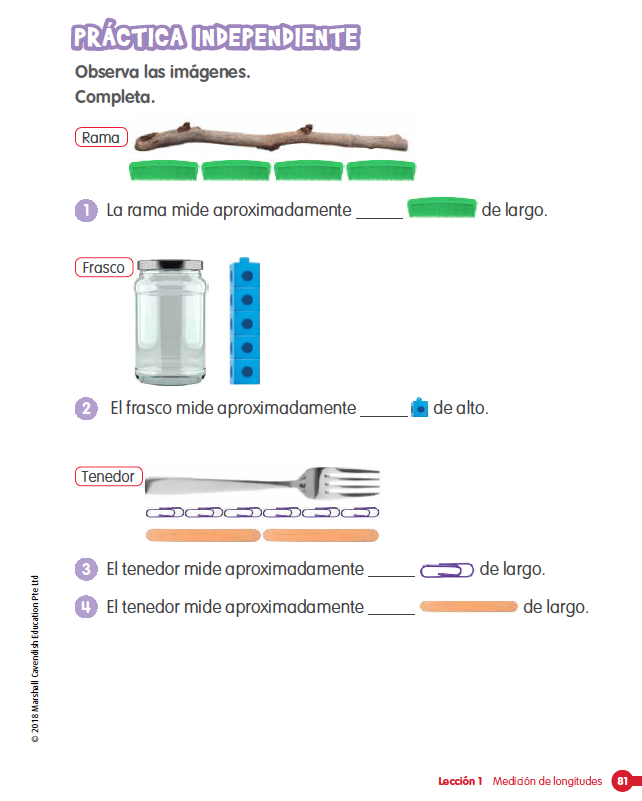 PRÁCTICA INDEPENDIENTE
Observa las imágenes.
Completa.
Rama
1 La rama mide aproximadamente _____ de largo.
Frasco
2 El frasco mide aproximadamente _____ de alto.
Tenedor
3 El tenedor mide aproximadamente _____ de largo.
4 El tenedor mide aproximadamente _____ de largo.
© 2018 Marshall Cavendish Education Pte Ltd
Lección 1 Medición de longitudes 81